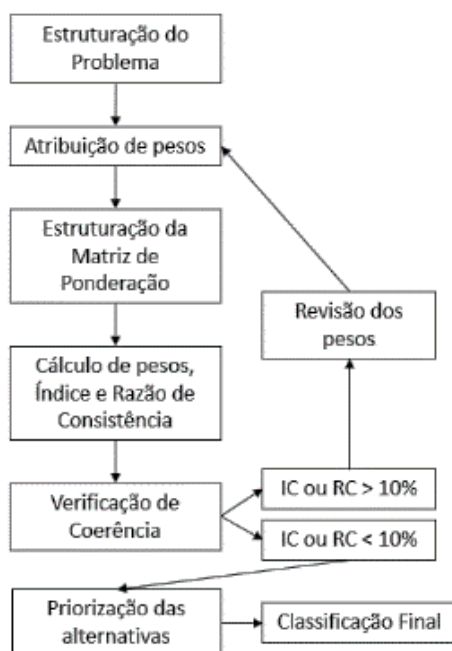 Estruturação do
Problema
Atribuição de pesos
Estruturação da
Matriz de
Ponderação
Revisão dos
pesos
Cálculo de pesos,
Índice e Razão de
Consistência
Verificação de
Coerência
IC ou RC > 10%
IC ou RC < 10%
Priorização das
alternativas
Classificação Final